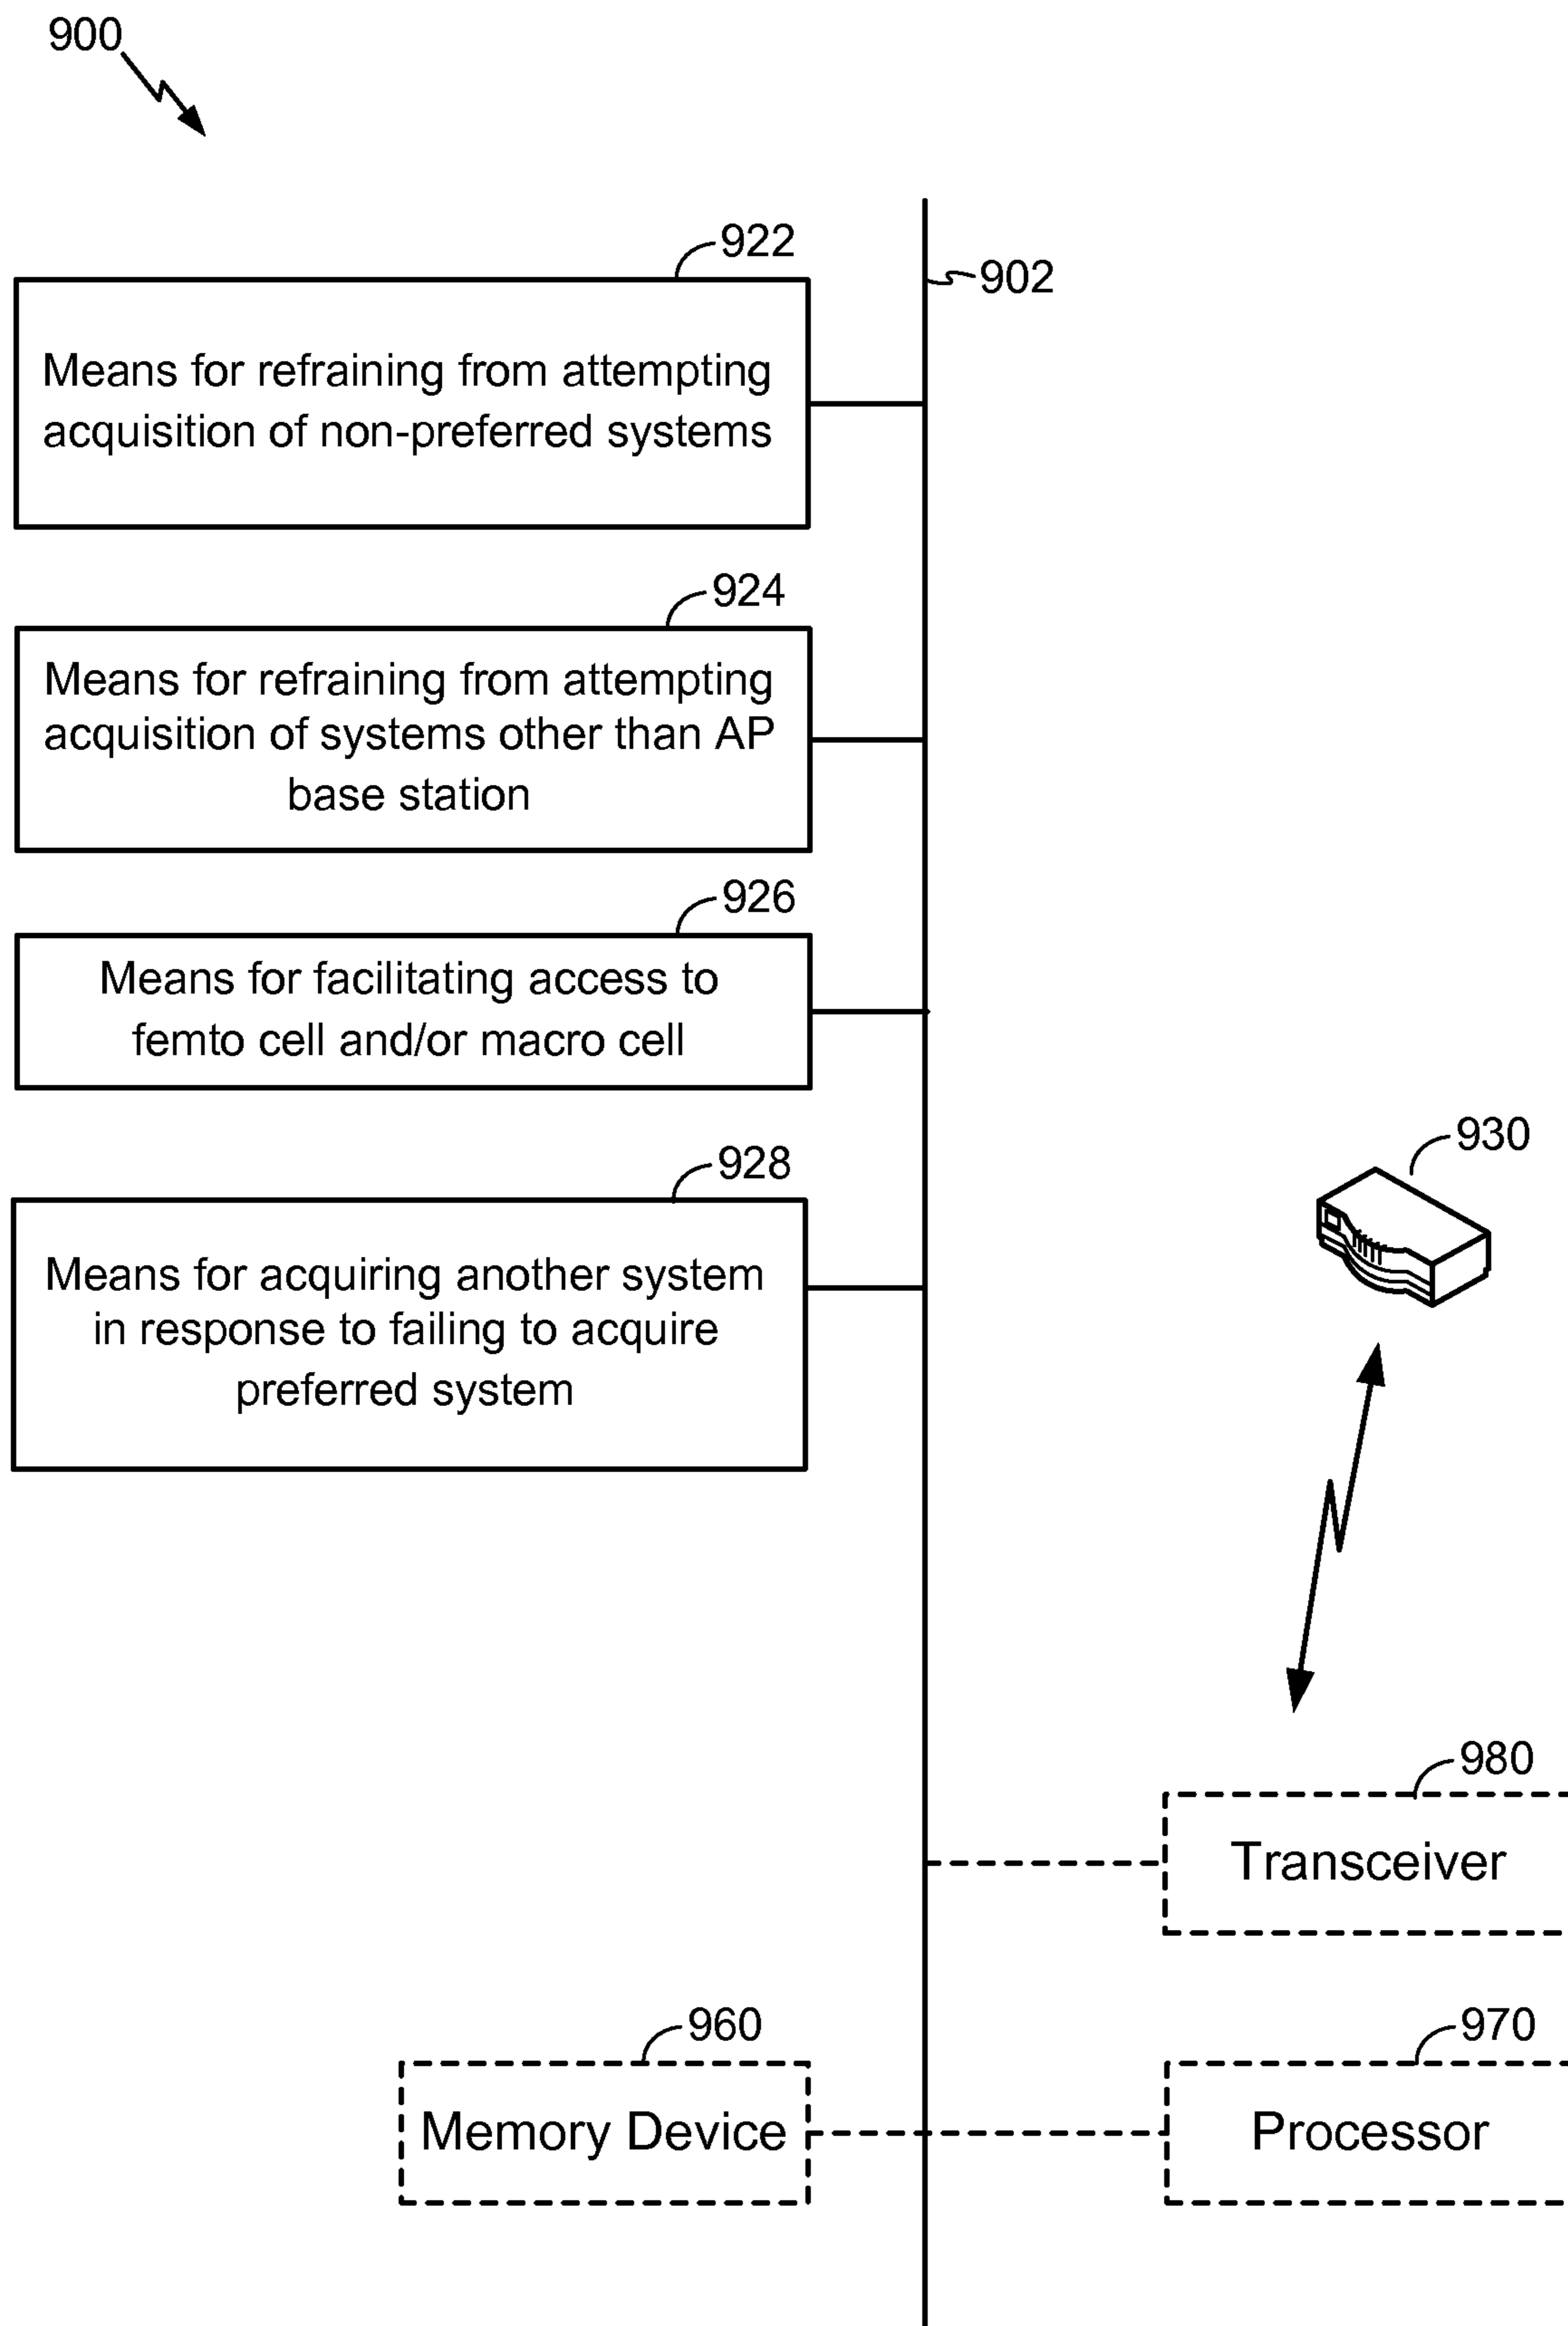 900
922
902
Means for refraining from attempting
acquisition of non-preferred systems
924
Means for refraining from attempting
acquisition of systems other than AP
base station
926
Means for facilitating access to
femto cell and/or macro cell
930
928
Means for acquiring another system
in response to failing to acquire
preferred system
980
Transceiver
960
970
Memory Device
Processor